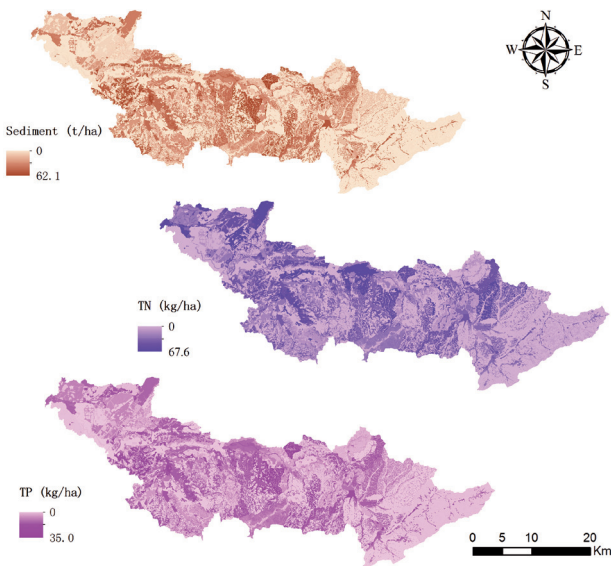 N
W E
S
Sediment (t/ha)
0
62.1
TN (kg/ha)
0
67.6
TP (kg/ha)
0
35.0
0 5 10 20
Km